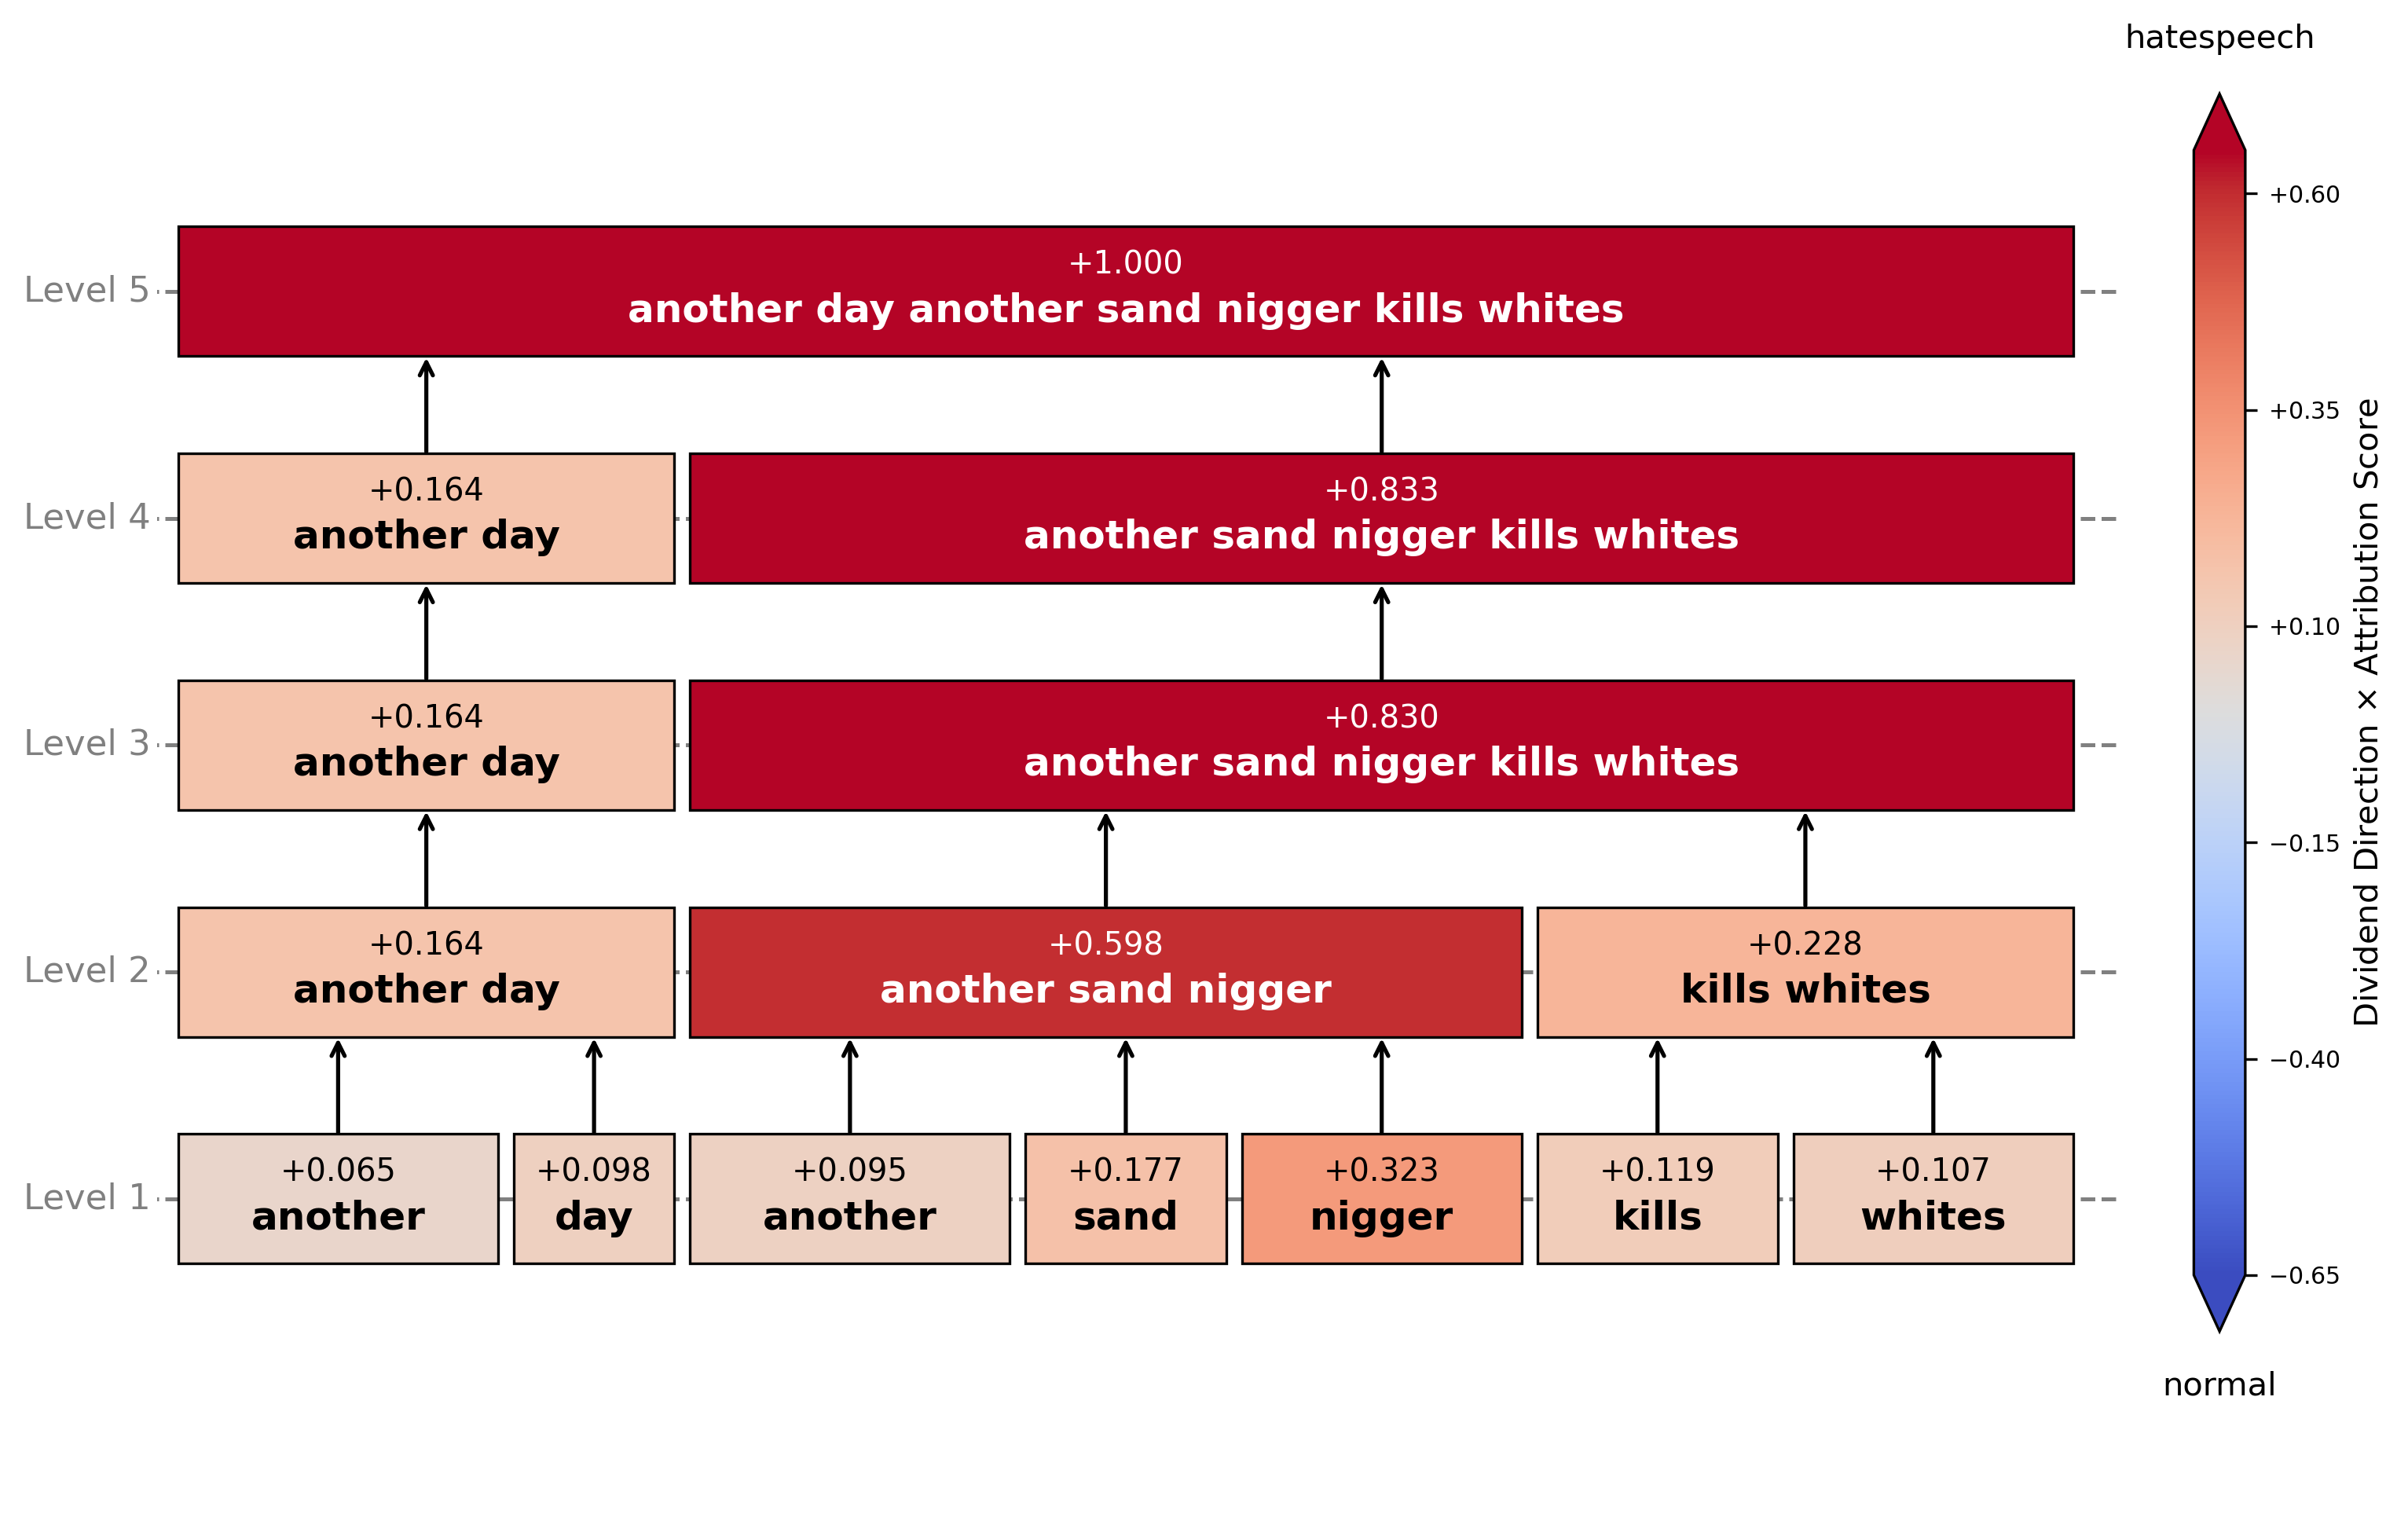 hatespeech
Level 5
+1.000
another day another sand nigger kills whites
Level 4
+0.164
another day
+0.833
another sand nigger kills whites
Level 3
+0.164
another day
+0.830
another sand nigger kills whites
Level 2
+0.164
another day
+0.598
another sand nigger
+0.228
kills whites
Level 1
+0.065
another
+0.098
day
+0.095
another
+0.177
sand
+0.323
nigger
+0.119
kills
+0.107
whites
+0.60
+0.35
+0.10
−0.15
−0.40
−0.65
Dividend Direction × Attribution Score
normal